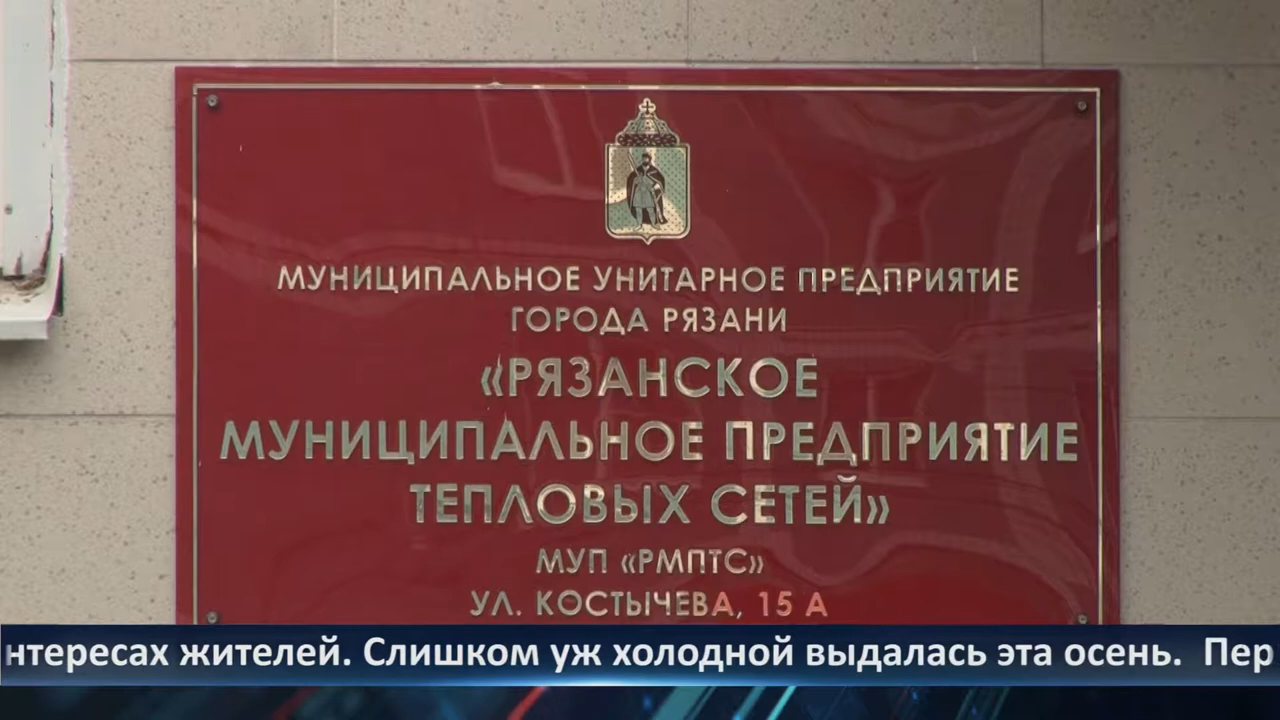 МУНИЦИПАЛЬНОЕ УНИТАРНОЕ ПРЕДПРИЯТИЕ
ГОРОДА РЯЗАНИ
«РЯЗАНСКОЕ
МУНИЦИПАЛЬНОЕ ПРЕДПРИЯТИЕ
ТЕПЛОВЫХ СЕТЕЙ»
МУП «РМПТС»
УЛ. КОСТЫЧЕВА, 15 А
нтересах жителей. Слишком уж холодной выдалась эта осень. Пер